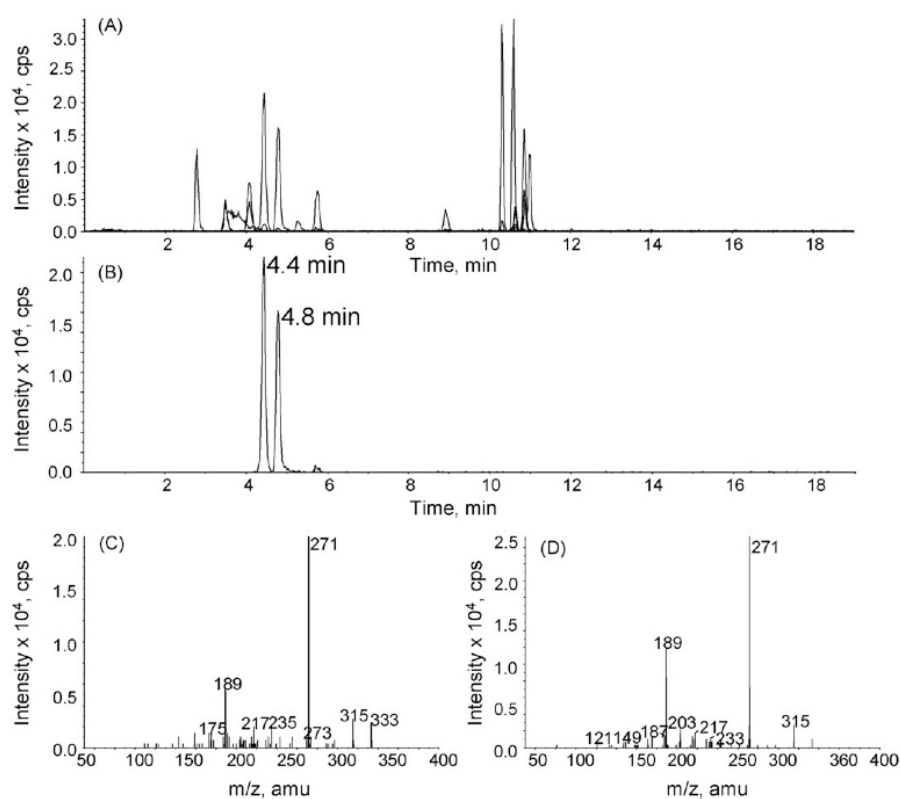 (A)
Intensity x 10⁴, cps
3.0
2.5
2.0
1.5
1.0
0.5
0.0
2 4 6 8 10 12 14 16 18
Time, min
(B)
4.4 min
4.8 min
Intensity x 10⁴, cps
2.0
1.5
1.0
0.5
0.0
2 4 6 8 10 12 14 16 18
Time, min
(C)
Intensity x 10⁴, cps
2.0
1.5
1.0
0.5
0.0
271
189
175
217
235
273
315
333
50 100 150 200 250 300 350 400
m/z, amu
(D)
Intensity x 10⁴, cps
2.5
2.0
1.5
1.0
0.5
0.0
271
189
121
149
187
203
217
233
315
50 100 150 200 250 300 350 400
m/z, amu